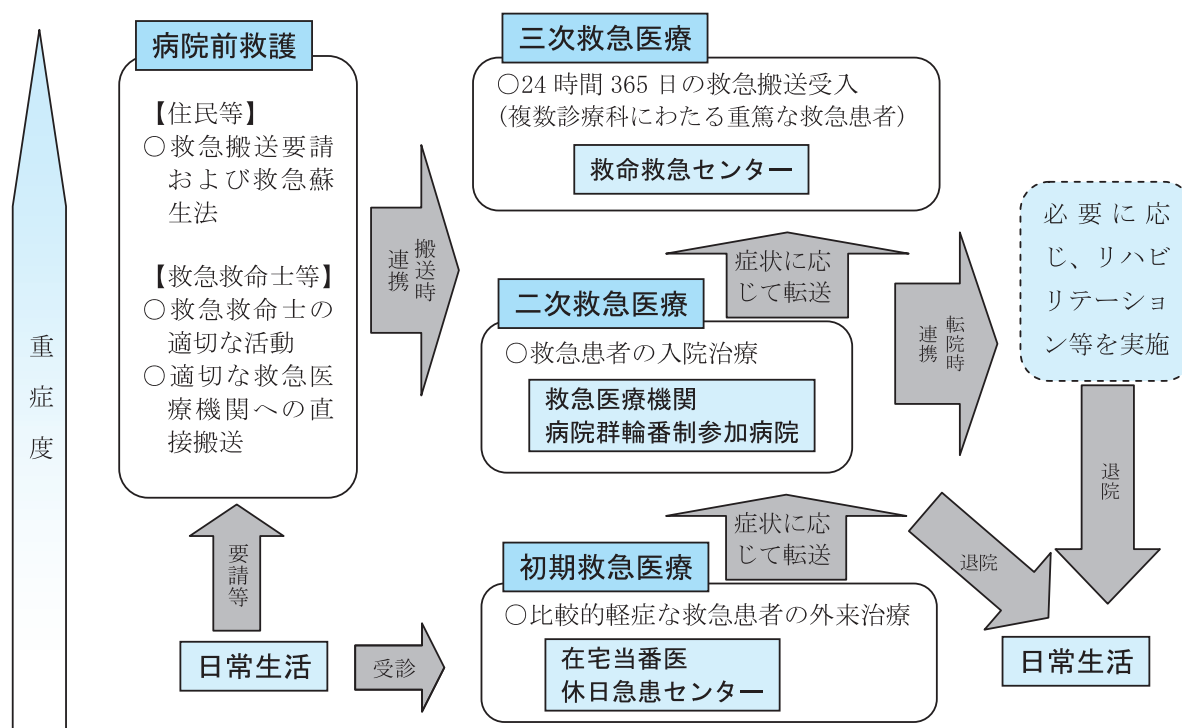 重症度
病院前救護
【住民等】
○救急搬送要請
および救急蘇
生法
【救急救命士等】
○救急救命士の
適切な活動
○適切な救急医
療機関への直
接搬送
要請等
日常生活
受診
搬送時
連携
三次救急医療
○24時間365日の救急搬送受入
(複数診療科にわたる重篤な救急患者)
救命救急センター
症状に応
じて転送
二次救急医療
○救急患者の入院治療
救急医療機関
病院群輪番制参加病院
症状に応
じて転送
初期救急医療
○比較的軽症な救急患者の外来治療
在宅当番医
休日急患センター
転院時
連携
必要に応
じ、リハビ
リテーショ
ン等を実施
退院
退院
日常生活